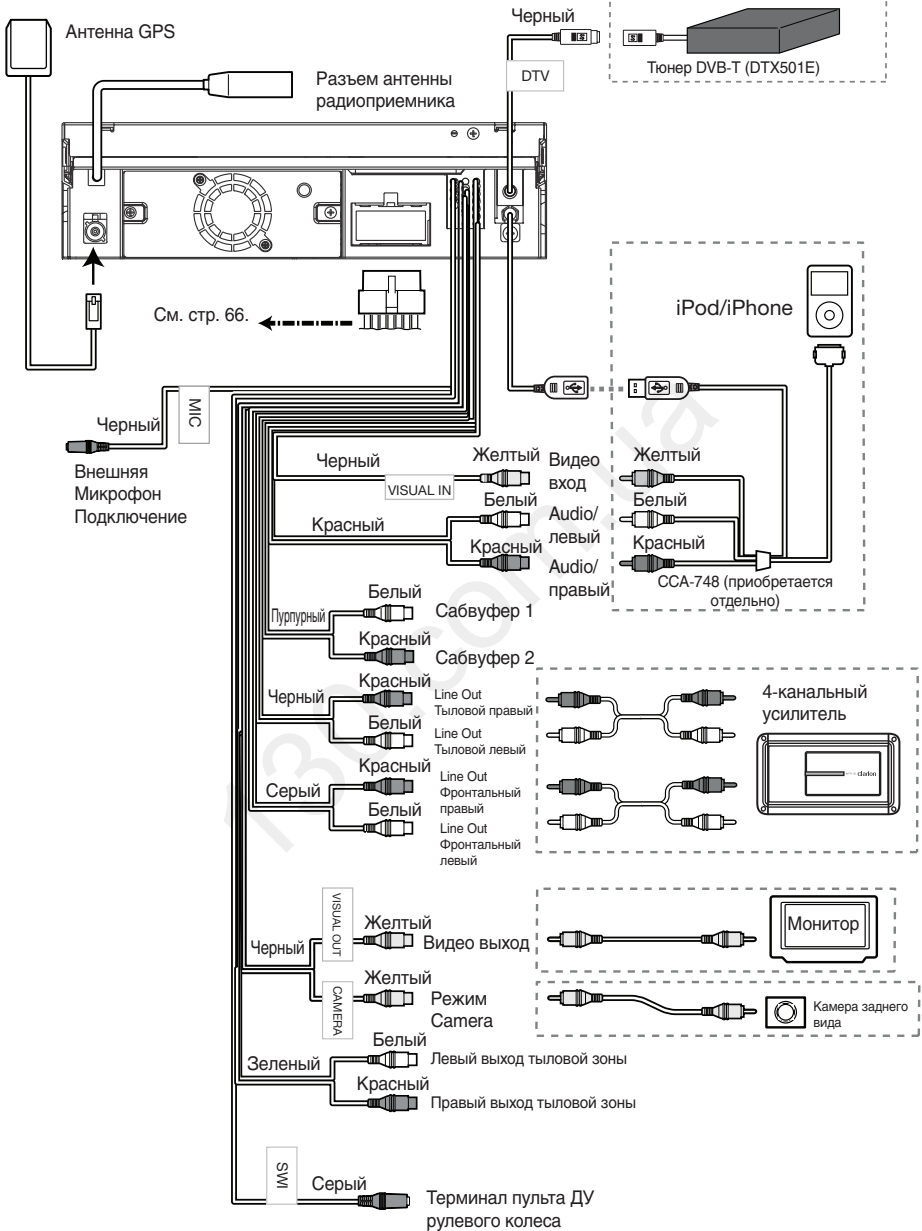 Антенна GPS
Разъем антенны
радиоприемника
Черный
DTV
Тюнер DVB-T (DTX501E)
См. стр. 66.
iPod/iPhone
MIC
Черный
Внешняя
Микрофон
Подключение
Черный
VISUAL IN
Желтый
Видео
вход
Красный
Белый
Audio/
левый
Красный
Audio/
правый
Желтый
Белый
Красный
CCA-748 (приобретается
отдельно)
Пурпурный
Белый
Сабвуфер 1
Красный
Сабвуфер 2
Черный
Красный
Line Out
Тыловой правый
Белый
Line Out
Тыловой левый
Серый
Красный
Line Out
Фронтальный
правый
Белый
Line Out
Фронтальный
левый
4-канальный
усилитель
clarion
Черный
VISUAL OUT
Желтый
Видео выход
Монитор
CAMERA
Желтый
Режим
Camera
Камера заднего
вида
Зеленый
Белый
Левый выход тыловой зоны
Красный
Правый выход тыловой зоны
SWI
Серый
Терминал пульта ДУ
рулевого колеса
130.com.ua